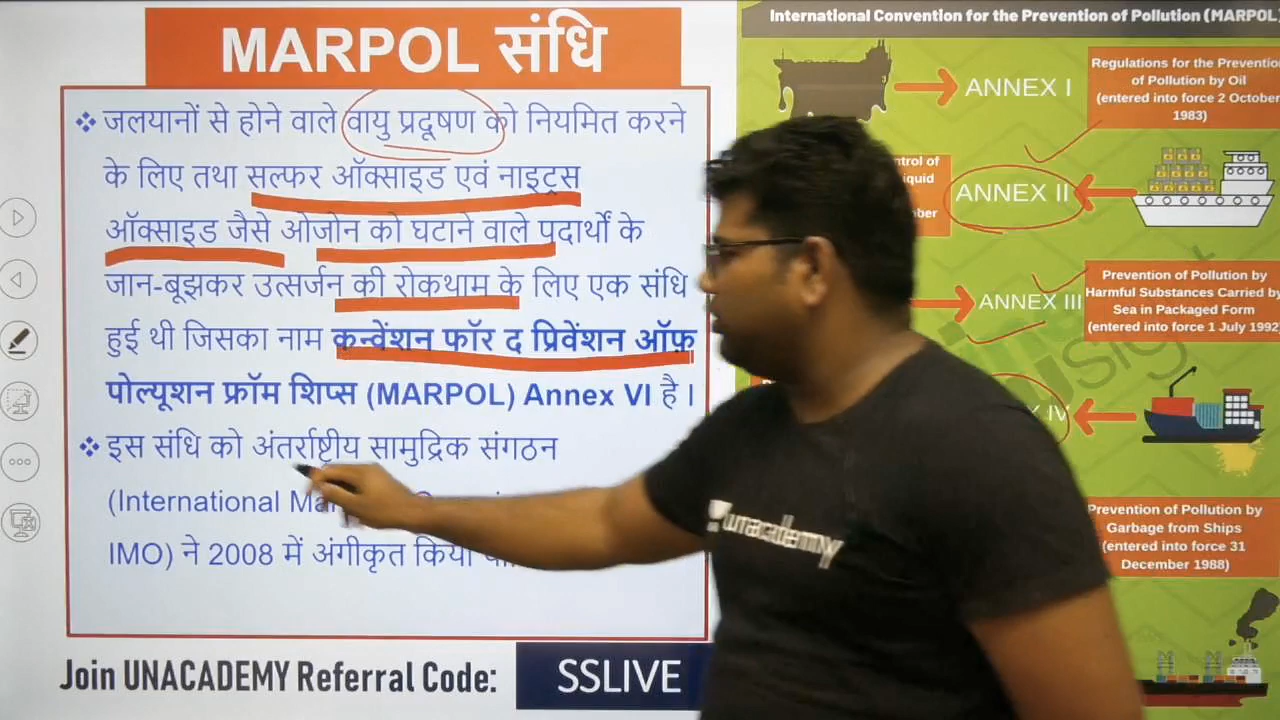 MARPOL संधि
जलयानों से होने वाले वायु प्रदूषण को नियमित करने
के लिए तथा सल्फर ऑक्साइड एवं नाइट्रस
ऑक्साइड जैसे ओजोन को घटाने वाले पदार्थों के
जान-बूझकर उत्सर्जन की रोकथाम के लिए एक संधि
हुई थी जिसका नाम कन्वेंशन फॉर द प्रिवेंशन ऑफ़
पोल्यूशन फ्रॉम शिप्स (MARPOL) Annex VI है ।
इस संधि को अंतर्राष्ट्रीय सामुद्रिक संगठन
(International
IMO) ने 2008 में अंगीकृत किया
Join UNACADEMY Referral Code:
SSLIVE
International Convention for the Prevention of Pollution (MARPOL)
ANNEX I
Regulations for the Prevention
of Pollution by Oil
(entered into force 2 October
1983)
ANNEX II
ANNEX III
Prevention of Pollution by
Harmful Substances Carried by
Sea in Packaged Form
(entered into force 1 July 1992
IV
Prevention of Pollution by
Garbage from Ships
(entered into force 31
December 1988)
unacademy